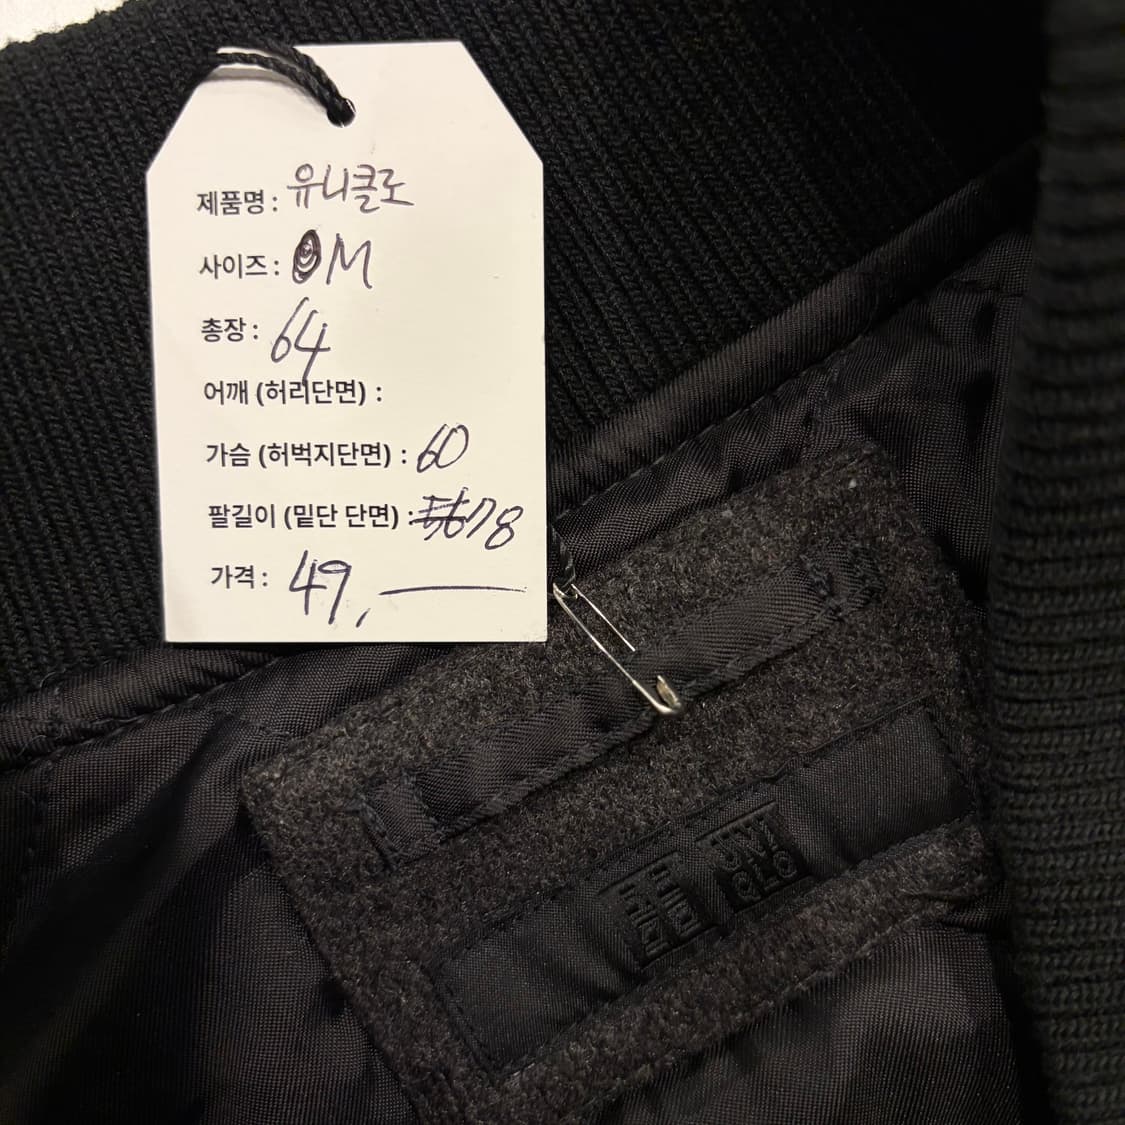 제품명 : 유니클로
사이즈 : M
총장 : 64
어깨 (허리단면) :
가슴 (허벅지단면) : 60
팔길이 (밑단 단면) : 78
가격 : 49,
UNI
QLO